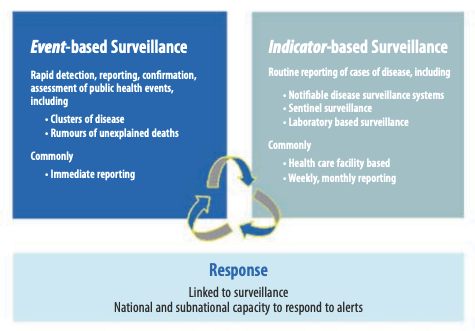 Event-based Surveillance
Rapid detection, reporting, confirmation,
assessment of public health events,
including
• Clusters of disease
• Rumours of unexplained deaths
Commonly
• Immediate reporting
Indicator-based Surveillance
Routine reporting of cases of disease, including
• Notifiable disease surveillance systems
• Sentinel surveillance
• Laboratory based surveillance
Commonly
• Health care facility based
• Weekly, monthly reporting
Response
Linked to surveillance
National and subnational capacity to respond to alerts